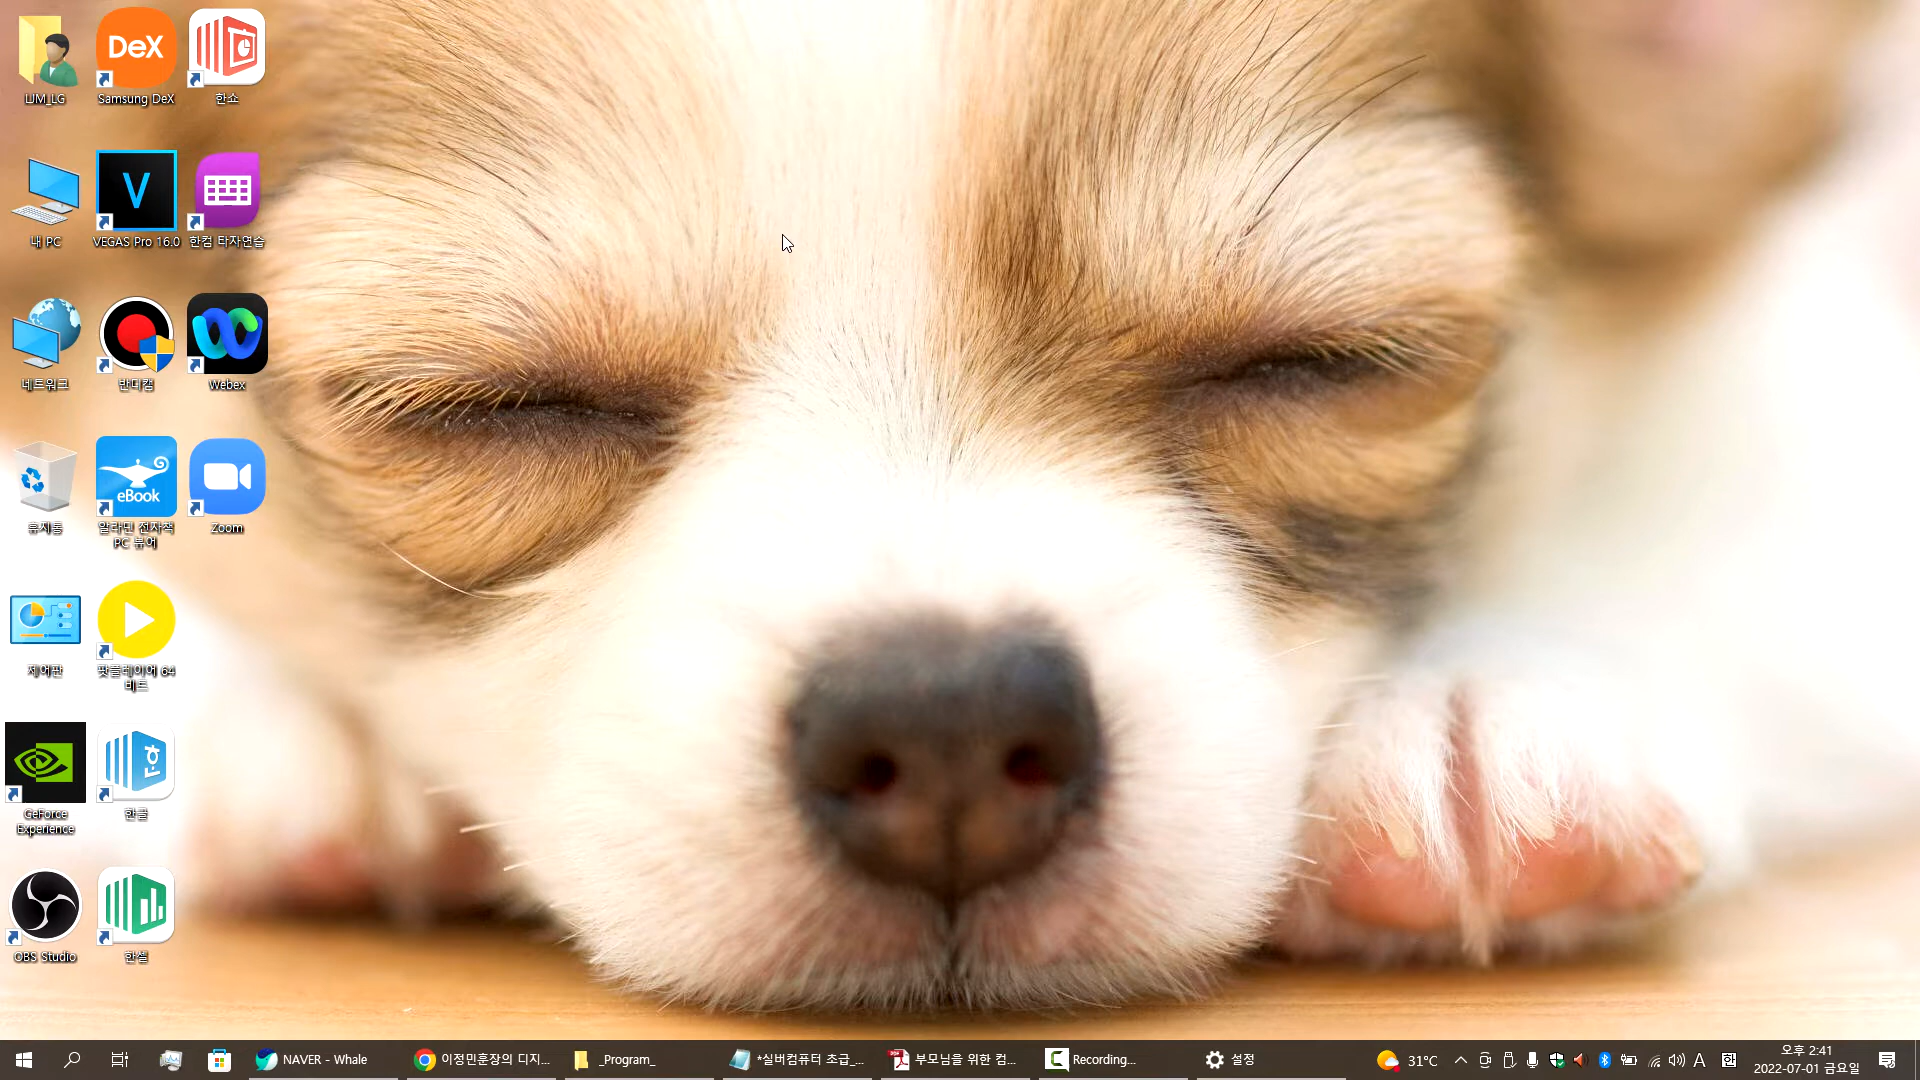 LJM_LG
DeX
Samsung DeX
한쇼
내 PC
V
VEGAS Pro 16.0
한컴 타자연습
네트워크
반디캠
Webex
휴지통
eBook
알라딘 전자책
PC 뷰어
Zoom
제어판
팟플레이어 64
비트
GeForce
Experience
한글
OBS Studio
한셀
NAVER - Whale
이정민훈장의 디지...
_Program_
*실버컴퓨터 초급_...
부모님을 위한 컴...
Recording...
설정
31°C
A
오후 2:41
2022-07-01 금요일